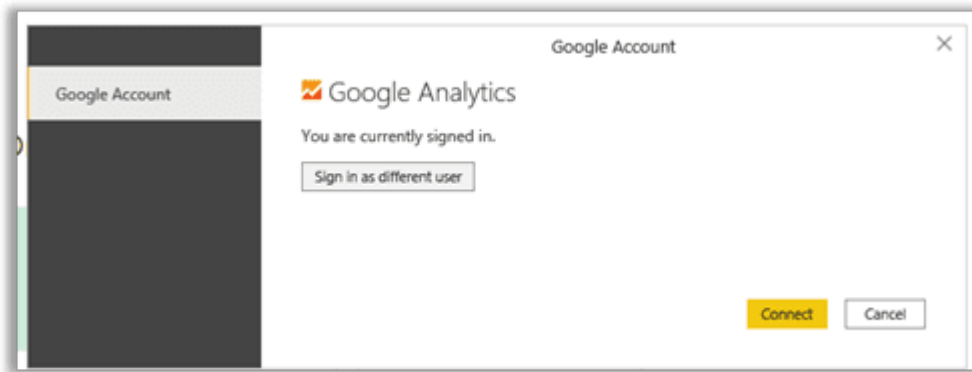 Google Account
Google Account
Google Analytics
You are currently signed in.
Sign in as different user
Connect
Cancel